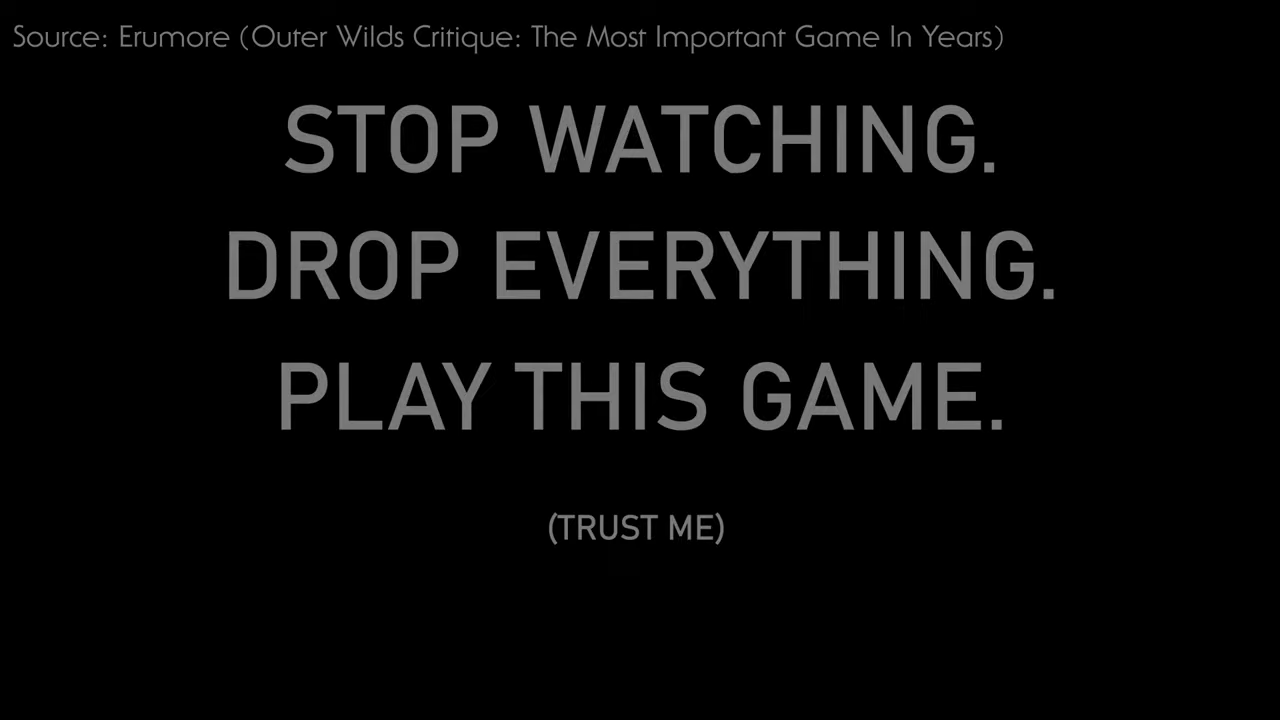 Source: Erumore (Outer Wilds Critique: The Most Important Game In Years)
STOP WATCHING.
DROP EVERYTHING.
PLAY THIS GAME.
(TRUST ME)